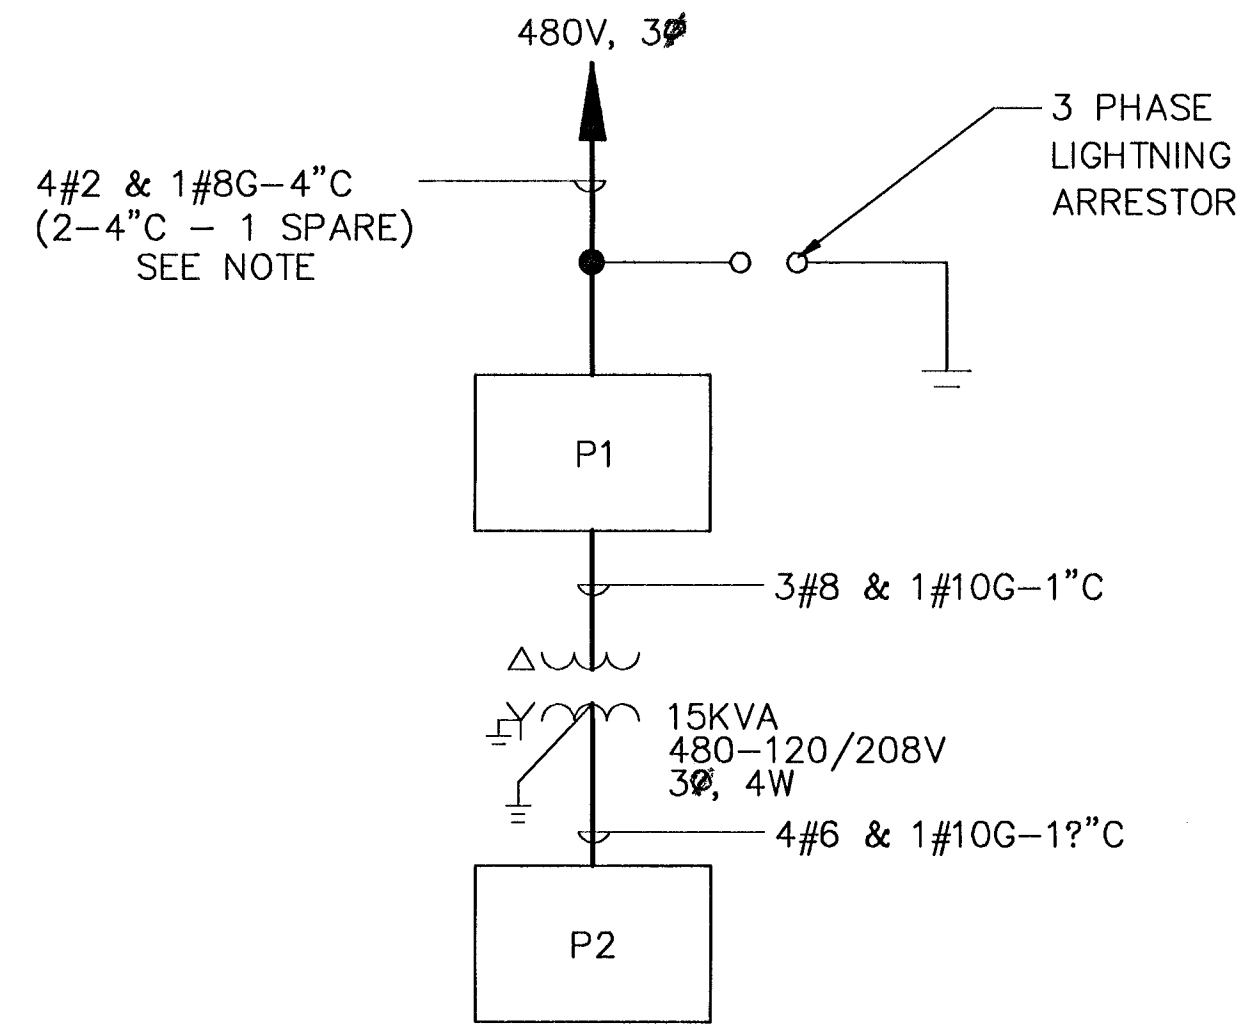 480V, 3Ø
3 PHASE
LIGHTNING
ARRESTOR
4#2 & 1#8G-4"C
(2-4"C - 1 SPARE)
SEE NOTE
P1
3#8 & 1#10G-1"C
15KVA
480-120/208V
3Ø, 4W
4#6 & 1#10G-1?"C
P2